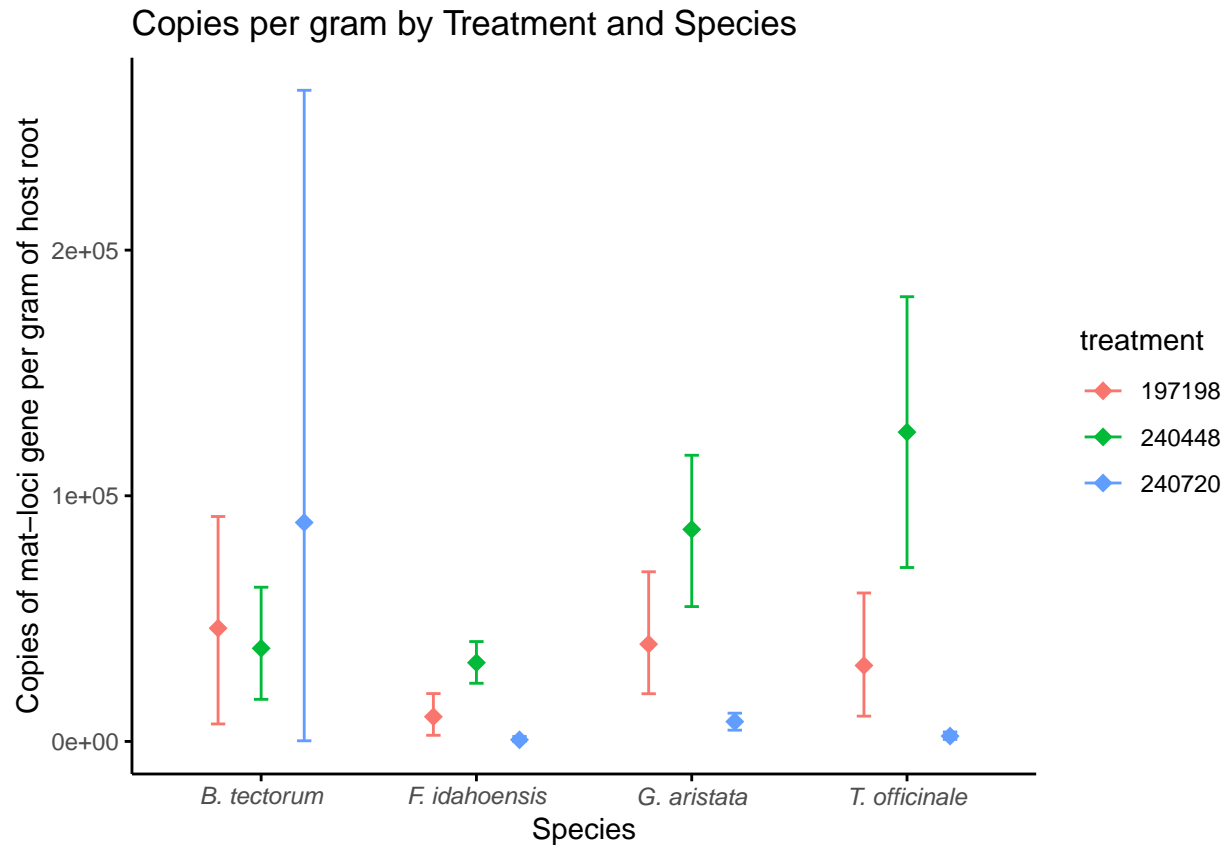 Copies per gram by Treatment and Species
Copies of mat−loci gene per gram of host root
2e+05
1e+05
0e+00
B. tectorum
F. idahoensis
G. aristata
T. officinale
Species
treatment
197198
240448
240720